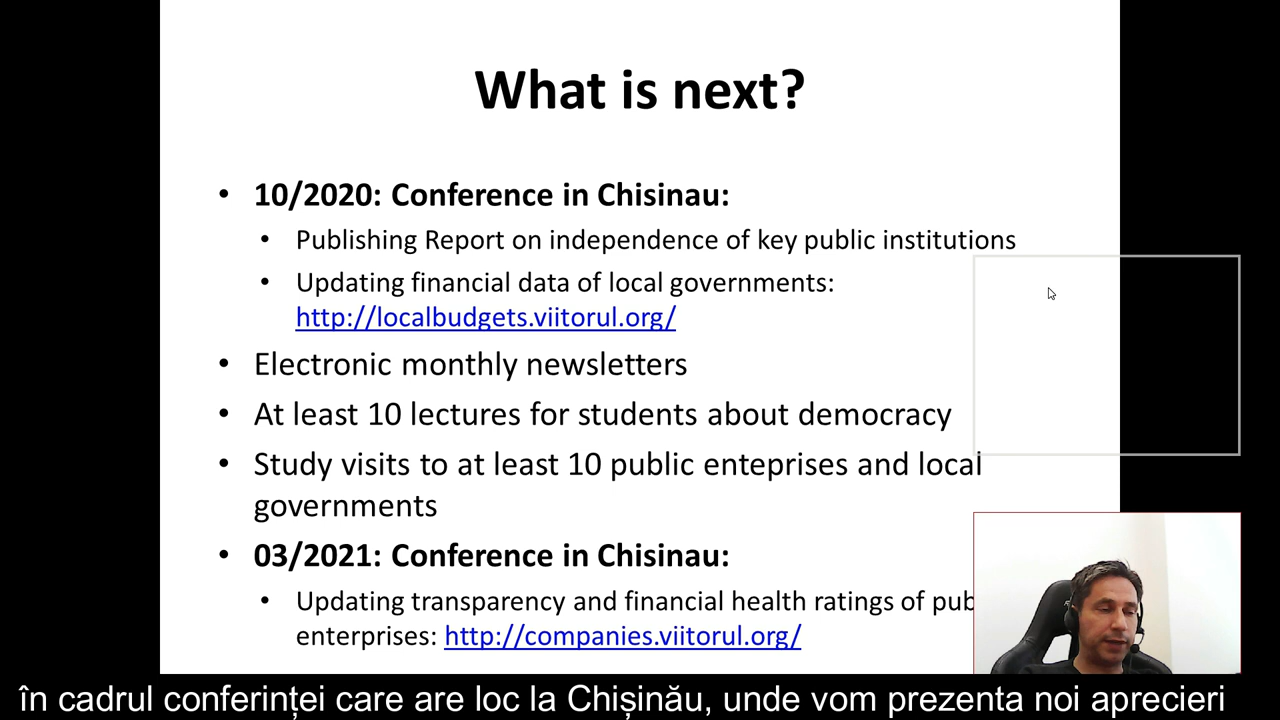 What is next?
• 10/2020: Conference in Chisinau:
• Publishing Report on independence of key public institutions
• Updating financial data of local governments:
http://localbudgets.viitorul.org/
• Electronic monthly newsletters
• At least 10 lectures for students about democracy
• Study visits to at least 10 public enteprises and local
governments
• 03/2021: Conference in Chisinau:
• Updating transparency and financial health ratings of pub
enterprises: http://companies.viitorul.org/
în cadrul conferinței care are loc la Chișinău, unde vom prezenta noi aprecieri